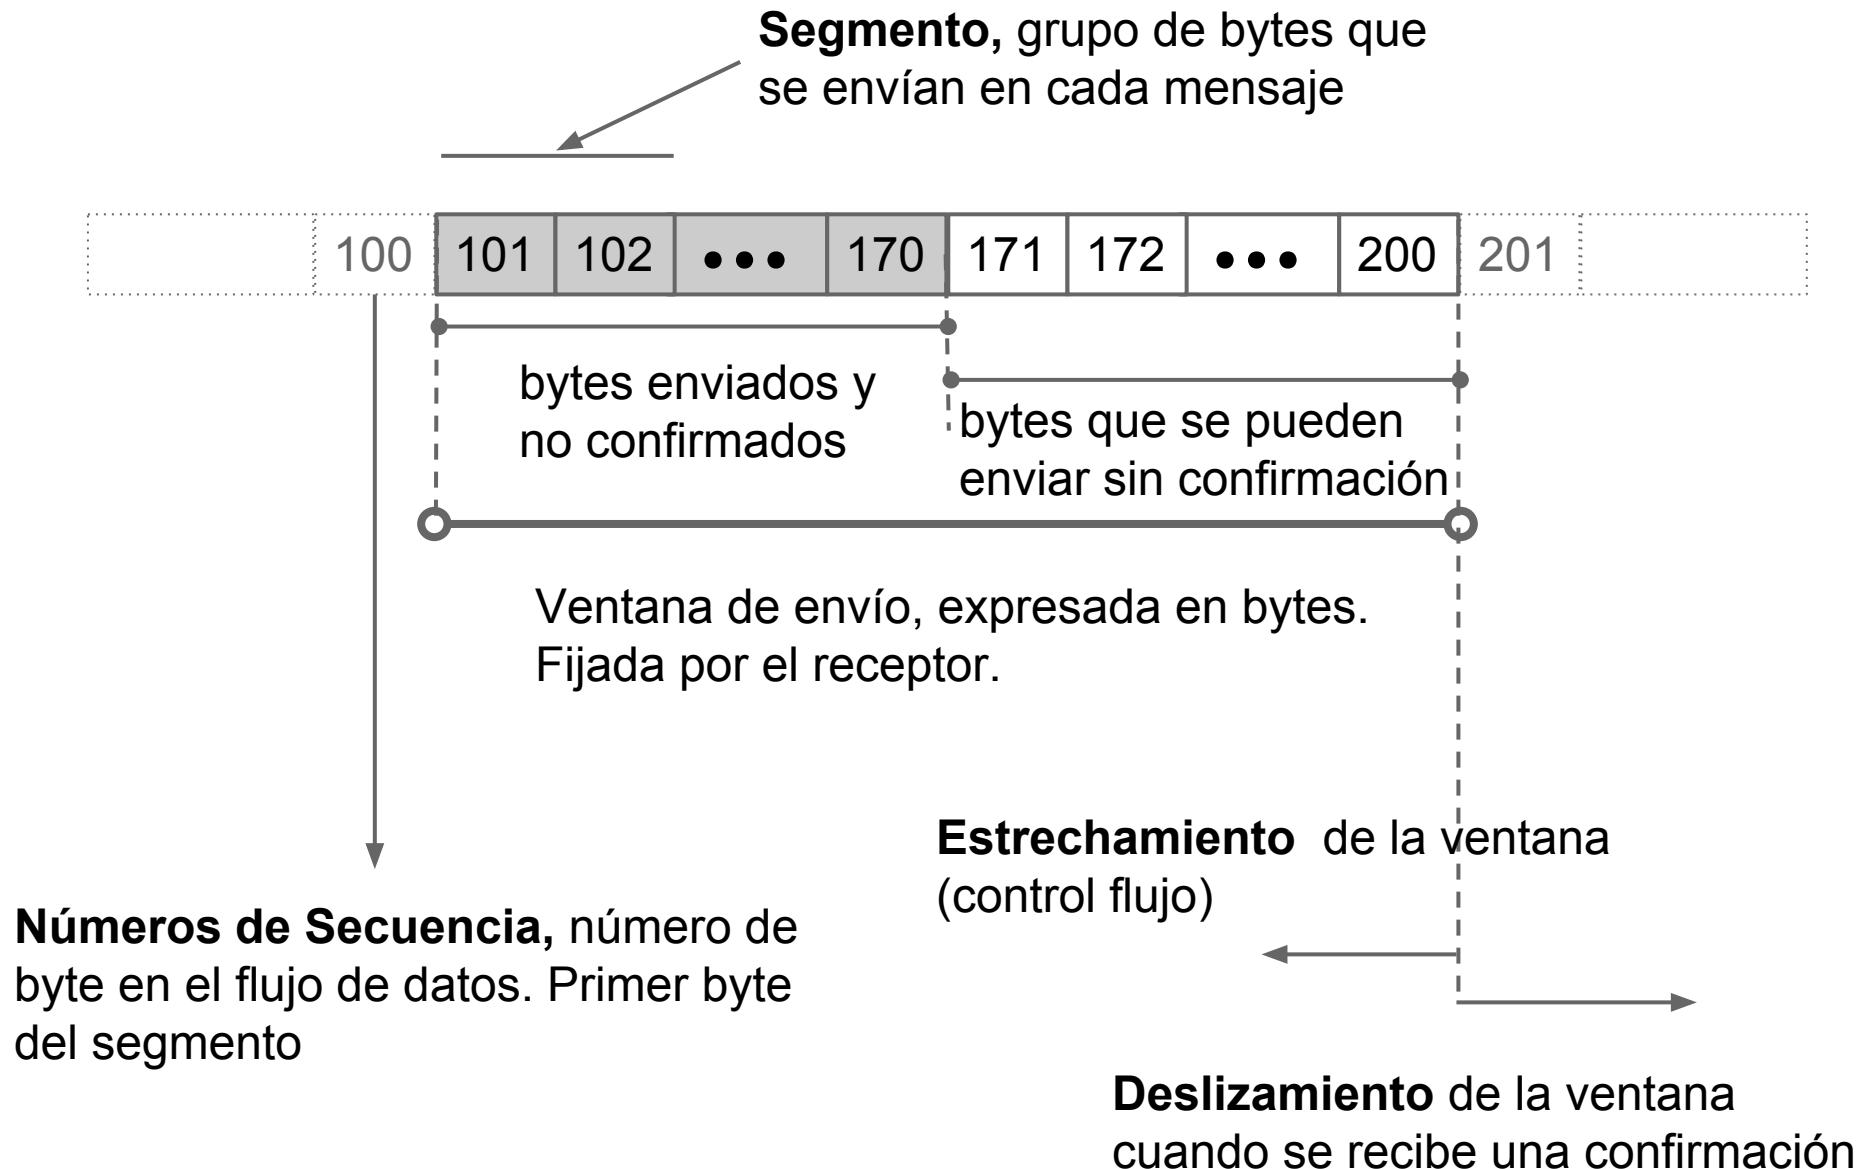 Segmento, grupo de bytes que
se envían en cada mensaje
100 101 102 ••• 170 171 172 ••• 200 201
bytes enviados y
no confirmados
bytes que se pueden
enviar sin confirmación
Ventana de envío, expresada en bytes.
Fijada por el receptor.
Estrechamiento de la ventana
(control flujo)
Números de Secuencia, número de
byte en el flujo de datos. Primer byte
del segmento
Deslizamiento de la ventana
cuando se recibe una confirmación